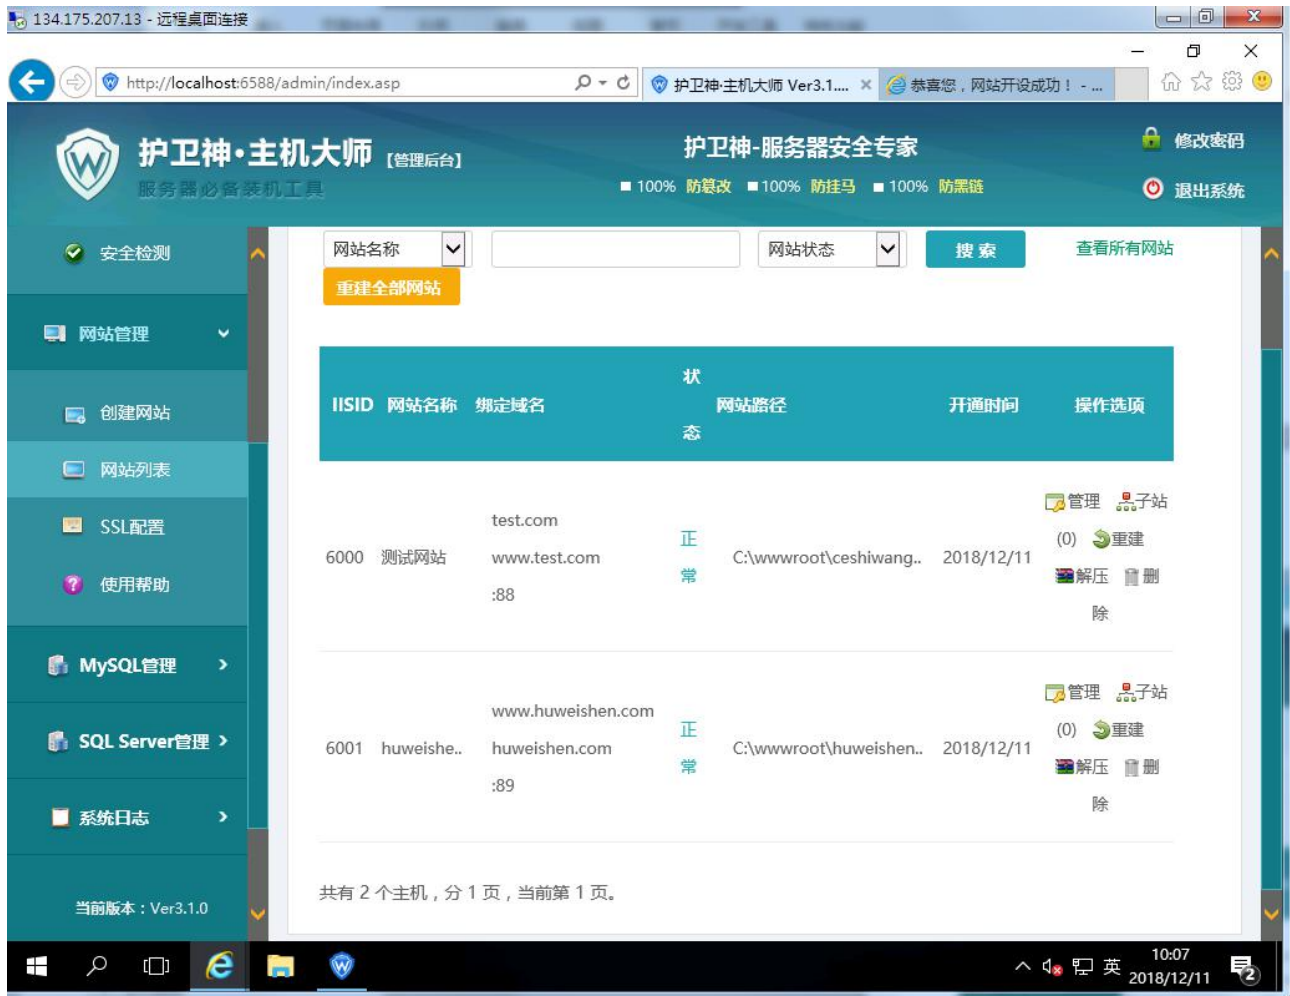 134.175.207.13 - 远程桌面连接
http://localhost:6588/admin/index.asp
护卫神·主机大师 Ver3.1....
恭喜您，网站开设成功！ - ...
护卫神·主机大师 【管理后台】
服务器必备装机工具
护卫神-服务器安全专家
100% 防篡改 100% 防挂马 100% 防黑链
修改密码
退出系统
安全检测
网站管理
创建网站
网站列表
SSL配置
使用帮助
MySQL管理
SQL Server管理
系统日志
当前版本：Ver3.1.0
网站名称
网站状态
搜 索
查看所有网站
重建全部网站
IISID 网站名称 绑定域名 状态 网站路径 开通时间 操作选项
6000 测试网站
test.com
www.test.com
:88
正常
C:\wwwroot\ceshiwang..
2018/12/11
管理 子站
(0) 重建
解压 删
除
6001 huweishe..
www.huweishen.com
huweishen.com
:89
正常
C:\wwwroot\huweishen..
2018/12/11
管理 子站
(0) 重建
解压 删
除
共有 2 个主机，分 1 页，当前第 1 页。
英
10:07
2018/12/11
2